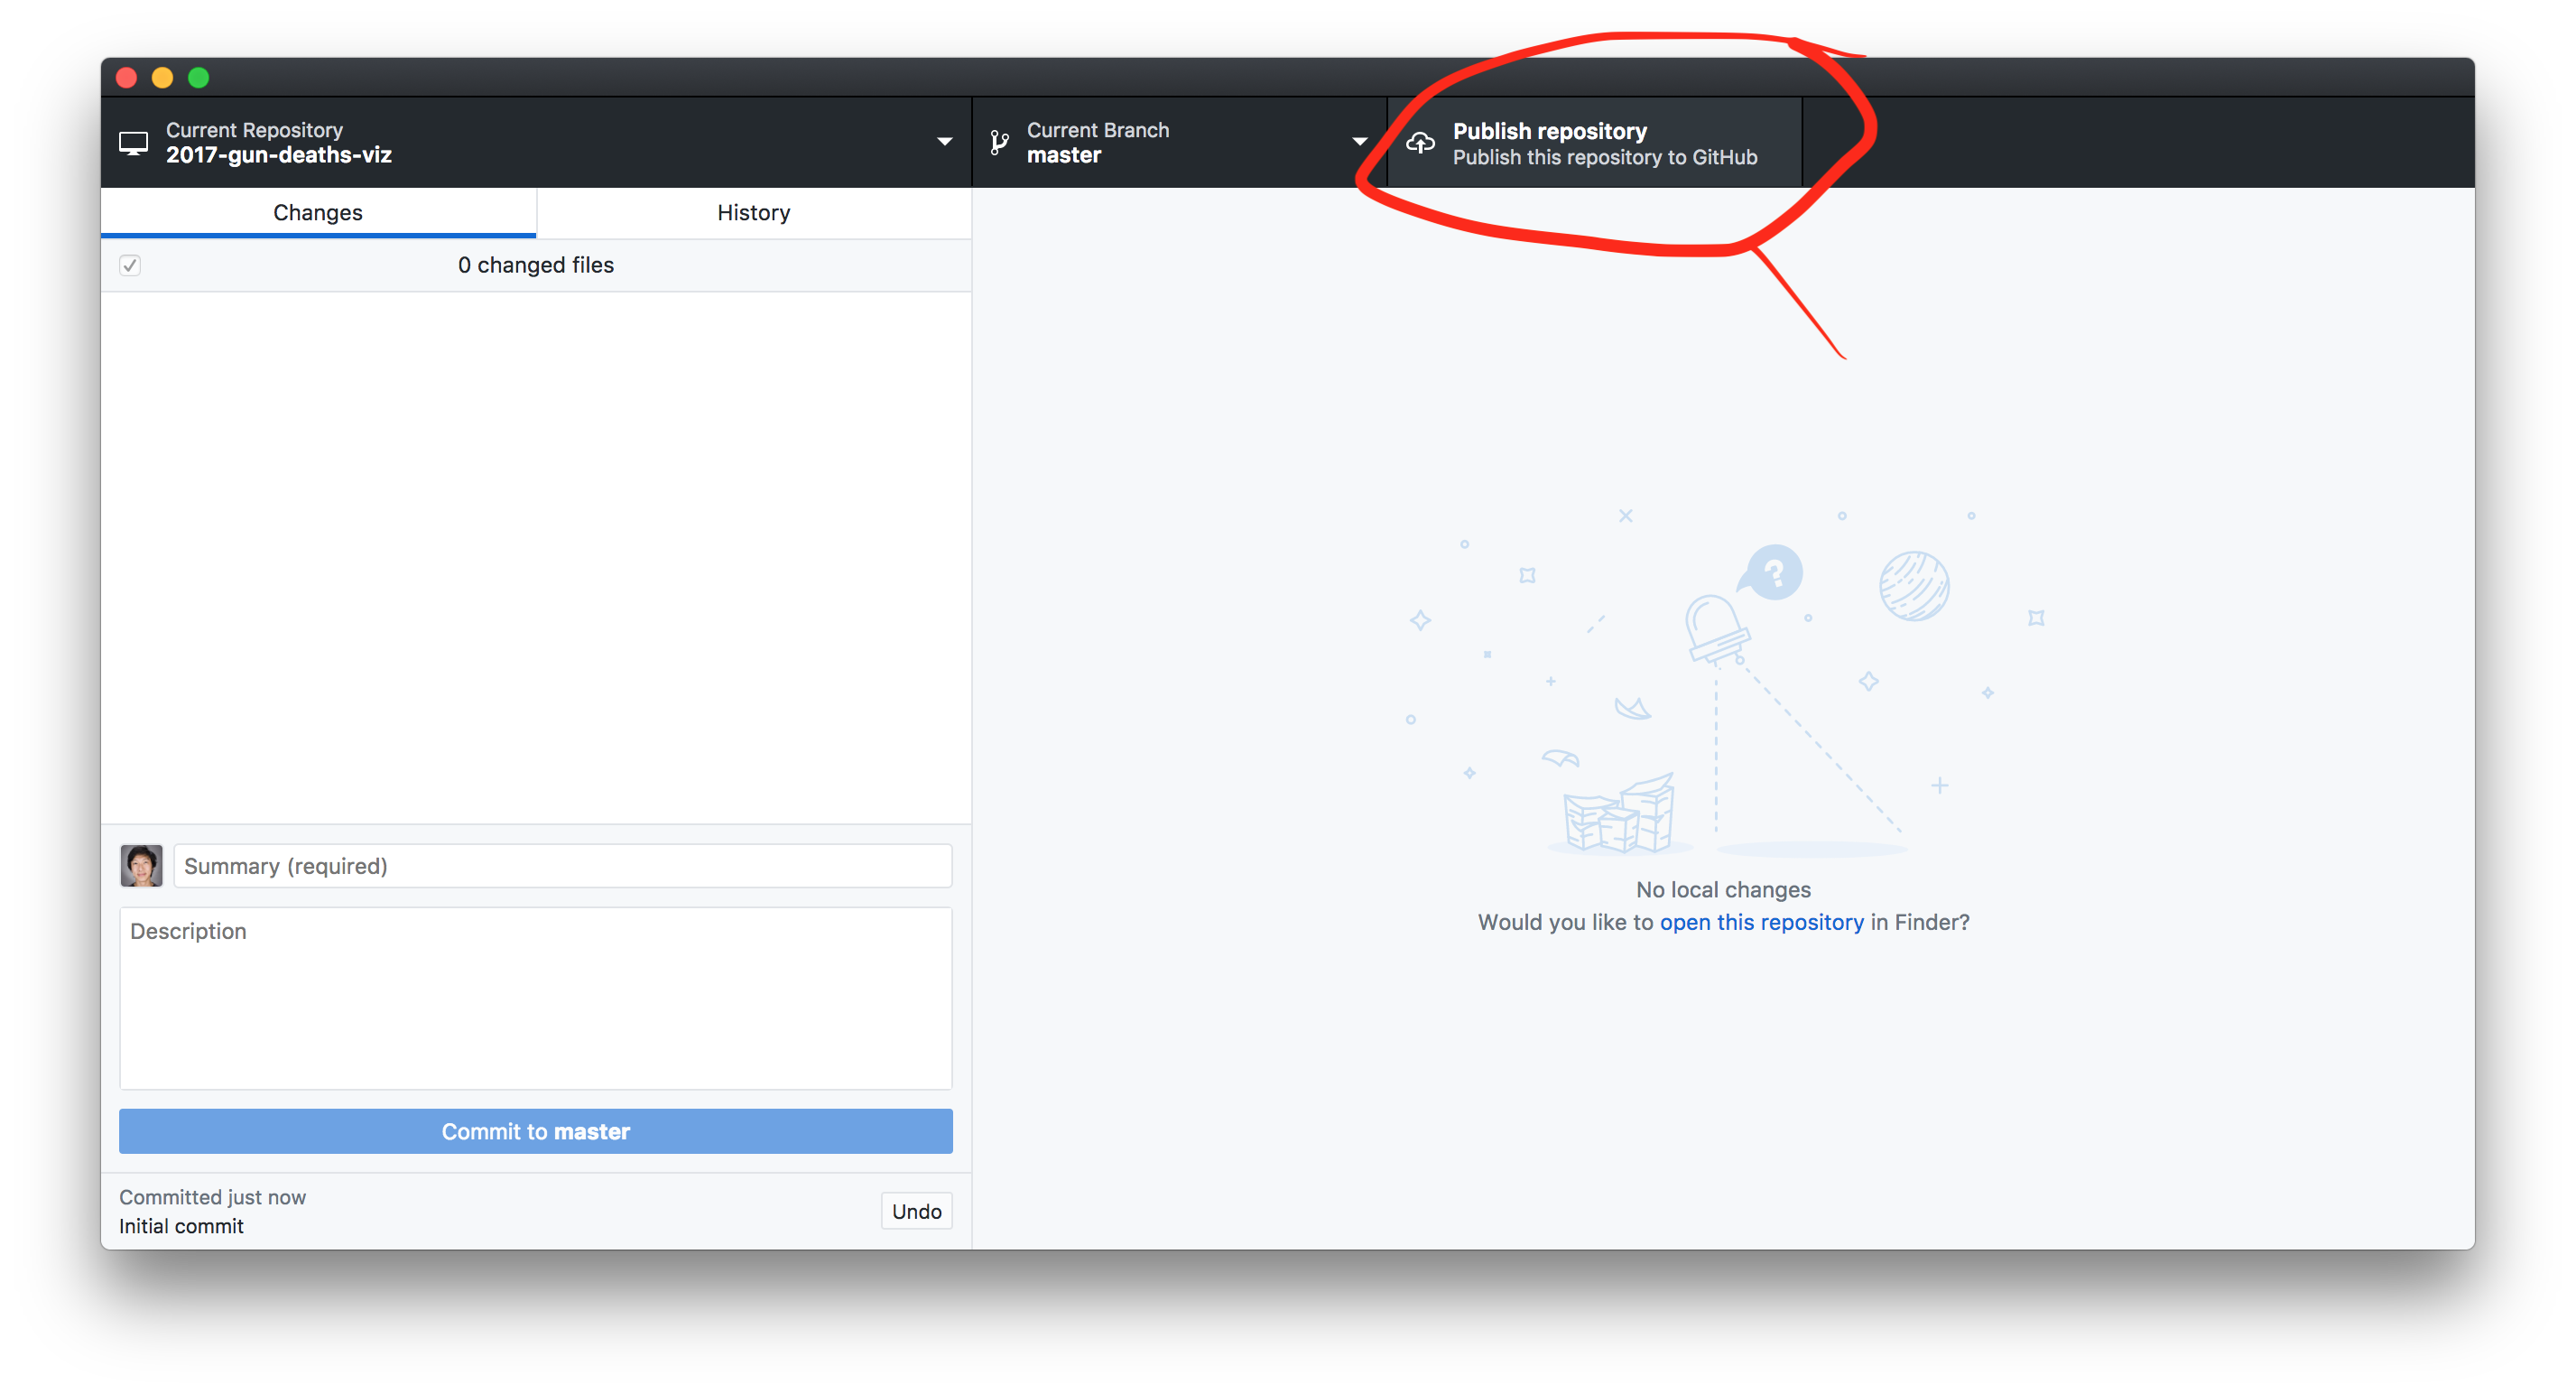 Current Repository
2017-gun-deaths-viz
Current Branch
master
Publish repository
Publish this repository to GitHub
Changes
History
0 changed files
?
No local changes
Would you like to open this repository in Finder?
Summary (required)
Description
Commit to master
Committed just now
Initial commit
Undo